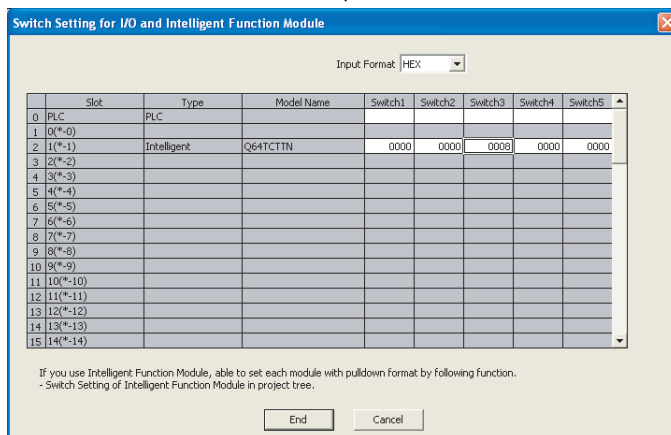 Switch Setting for I/O and Intelligent Function Module
Input Format HEX
Slot Type Model Name Switch1 Switch2 Switch3 Switch4 Switch5
0 PLC PLC
1 0(*-0)
2 1(*-1) Intelligent Q64TCTTN 0000 0000 0008 0000 0000
3 2(*-2)
4 3(*-3)
5 4(*-4)
6 5(*-5)
7 6(*-6)
8 7(*-7)
9 8(*-8)
10 9(*-9)
11 10(*-10)
12 11(*-11)
13 12(*-12)
14 13(*-13)
15 14(*-14)
If you use Intelligent Function Module, able to set each module with pulldown format by following function.
- Switch Setting of Intelligent Function Module in project tree.
End Cancel